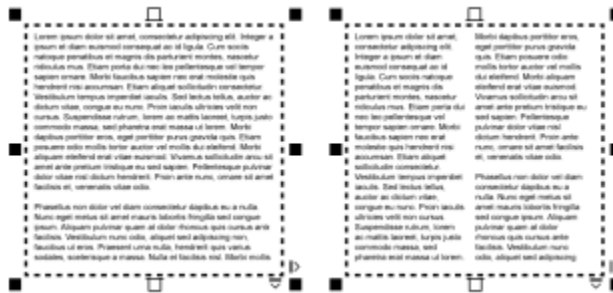 Lorem ipsum dolor sit amet, consectetur adipiscing elit. Integer a
ipsum et diam euismod consequat ac id ligula. Cum sociis
natoque penatibus et magnis dis parturient montes, nascetur
ridiculus mus. Etiam porta dui nec leo pellentesque vel tempor
sapien ornare. Morbi faucibus sapien nec erat molestie quis
hendrerit nisi accumsan. Etiam aliquet sollicitudin consectetur.
Vestibulum tempus imperdiet iaculis. Sed lectus tellus, auctor ac
dictum vitae, congue eu nunc. Proin iaculis ultricies velit non
cursus. Suspendisse rutrum, lorem ac mattis laoreet, turpis justo
commodo massa, sed pharetra erat massa ut lorem. Morbi
dapibus porttitor eros, eget porttitor purus gravida quis. Etiam
posuere odio mollis tortor auctor vel mollis dui eleifend. Morbi
aliquam eleifend erat vitae euismod. Vivamus sollicitudin arcu sit
amet ante pretium tristique eu sed sapien. Pellentesque pulvinar
dolor vitae nisl dictum hendrerit. Proin ante nunc, ornare sit amet
facilisis et, venenatis vitae odio.
Phasellus non dolor vel diam consectetur dapibus eu a nulla.
Nunc eget metus sit amet mauris lobortis fringilla sed congue
ipsum. Aliquam pulvinar quam at dolor rhoncus quis cursus ante
facilisis. Vestibulum nunc odio, aliquet sed adipiscing non,
faucibus ut eros. Praesent urna nulla, hendrerit quis varius
sodales, scelerisque a massa. Nulla et facilisis nibh. Morbi mollis
Lorem ipsum dolor sit amet,
consectetur adipiscing elit.
Integer a ipsum et diam
euismod consequat ac id
ligula. Cum sociis natoque
penatibus et magnis dis
parturient montes, nascetur
ridiculus mus. Etiam porta dui
nec leo pellentesque vel
tempor sapien ornare. Morbi
faucibus sapien nec erat
molestie quis hendrerit nisi
accumsan. Etiam aliquet
sollicitudin consectetur.
Vestibulum tempus imperdiet
iaculis. Sed lectus tellus,
auctor ac dictum vitae,
congue eu nunc. Proin iaculis
ultricies velit non cursus.
Suspendisse rutrum, lorem
ac mattis laoreet, turpis justo
commodo massa, sed
pharetra erat massa ut lorem.
Morbi dapibus porttitor eros,
eget porttitor purus gravida
quis. Etiam posuere odio
mollis tortor auctor vel mollis
dui eleifend. Morbi aliquam
eleifend erat vitae euismod.
Vivamus sollicitudin arcu sit
amet ante pretium tristique eu
sed sapien. Pellentesque
pulvinar dolor vitae nisl
dictum hendrerit. Proin ante
nunc, ornare sit amet facilisis
et, venenatis vitae odio.
Phasellus non dolor vel diam
consectetur dapibus eu a
nulla. Nunc eget metus sit
amet mauris lobortis fringilla
sed congue ipsum. Aliquam
pulvinar quam at dolor
rhoncus quis cursus ante
facilisis. Vestibulum nunc
odio, aliquet sed adipiscing